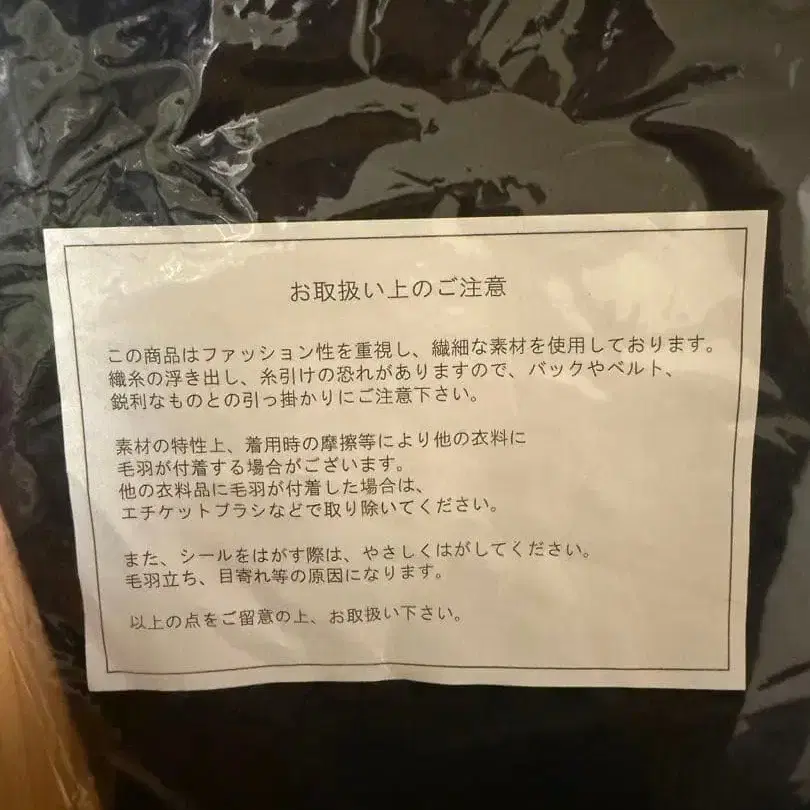 お取扱い上のご注意
この商品はファッション性を重視し、繊細な素材を使用しております。
織糸の浮き出し、糸引けの恐れがありますので、バックやベルト、
鋭利なものとの引っ掛かりにご注意下さい。
素材の特性上、着用時の摩擦等により他の衣料に
毛羽が付着する場合がございます。
他の衣料品に毛羽が付着した場合は、
エチケットブラシなどで取り除いてください。
また、シールをはがす際は、やさしくはがしてください。
毛羽立ち、目寄れ等の原因になります。
以上の点をご留意の上、お取扱い下さい。